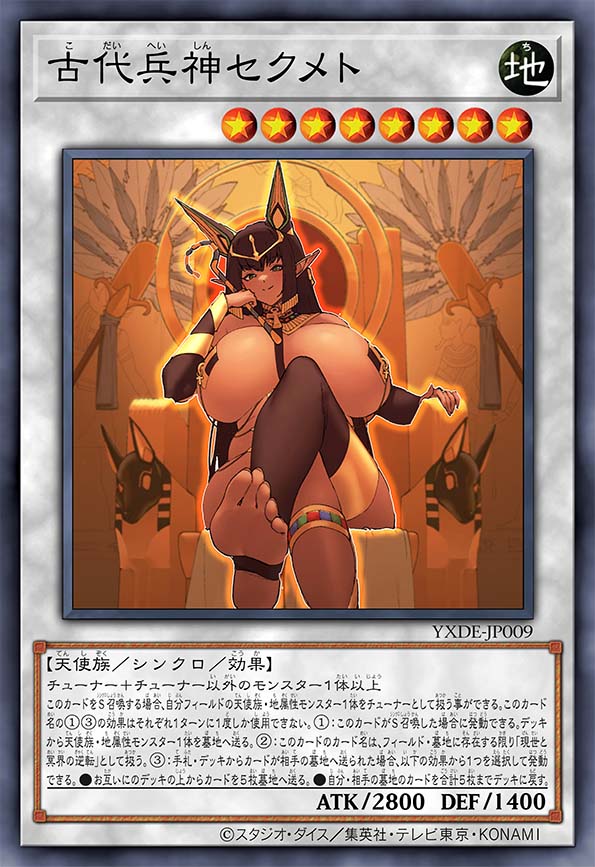 こ だい へい しん
古代兵神セクメト
ち
地
YXDE-JP009
てん し ぞく こう か
【天使族／シンクロ／効果】
チューナー＋チューナー以外のモンスター1体以上
このカードをS召喚する場合、自分フィールドの天使族・地属性モンスター1体をチューナーとして扱う事ができる。このカード
名の①③の効果はそれぞれ1ターンに1度しか使用できない。①：このカードがS召喚した場合に発動できる。デッキ
から天使族・地属性モンスター1体を墓地へ送る。②：このカードのカード名は、フィールド・墓地に存在する限り「現世と
冥界の逆転」として扱う。③：手札・デッキからカードが相手の墓地へ送られた場合、以下の効果から1つを選択して発動
できる。●お互いにデッキの上からカードを5枚墓地へ送る。●自分・相手の墓地のカードを合計5枚までデッキに戻す。
ATK/2800 DEF/1400
©スタジオ・ダイス／集英社・テレビ東京・KONAMI